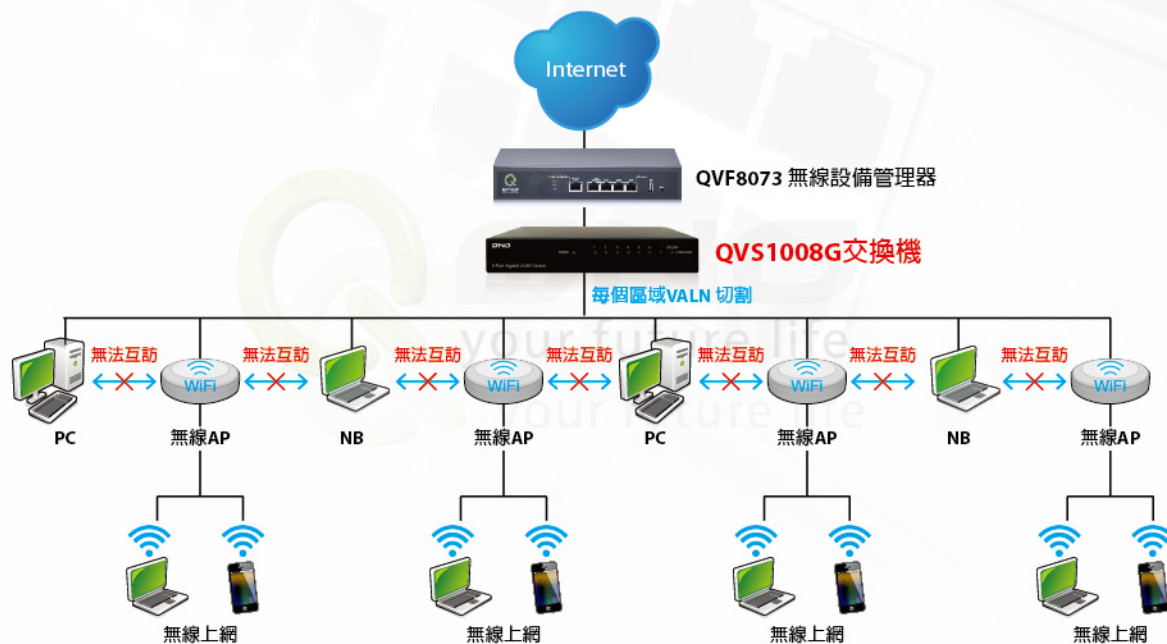 Internet
QVF8073 無線設備管理器
QNO
QVS1008G交換機
每個區域VALN 切割
your future life
無法互訪 無法互訪 無法互訪 無法互訪 無法互訪 無法互訪 無法互訪
WiFi WiFi WiFi WiFi
your future life
PC 無線AP NB 無線AP PC 無線AP NB 無線AP
無線上網 無線上網 無線上網 無線上網